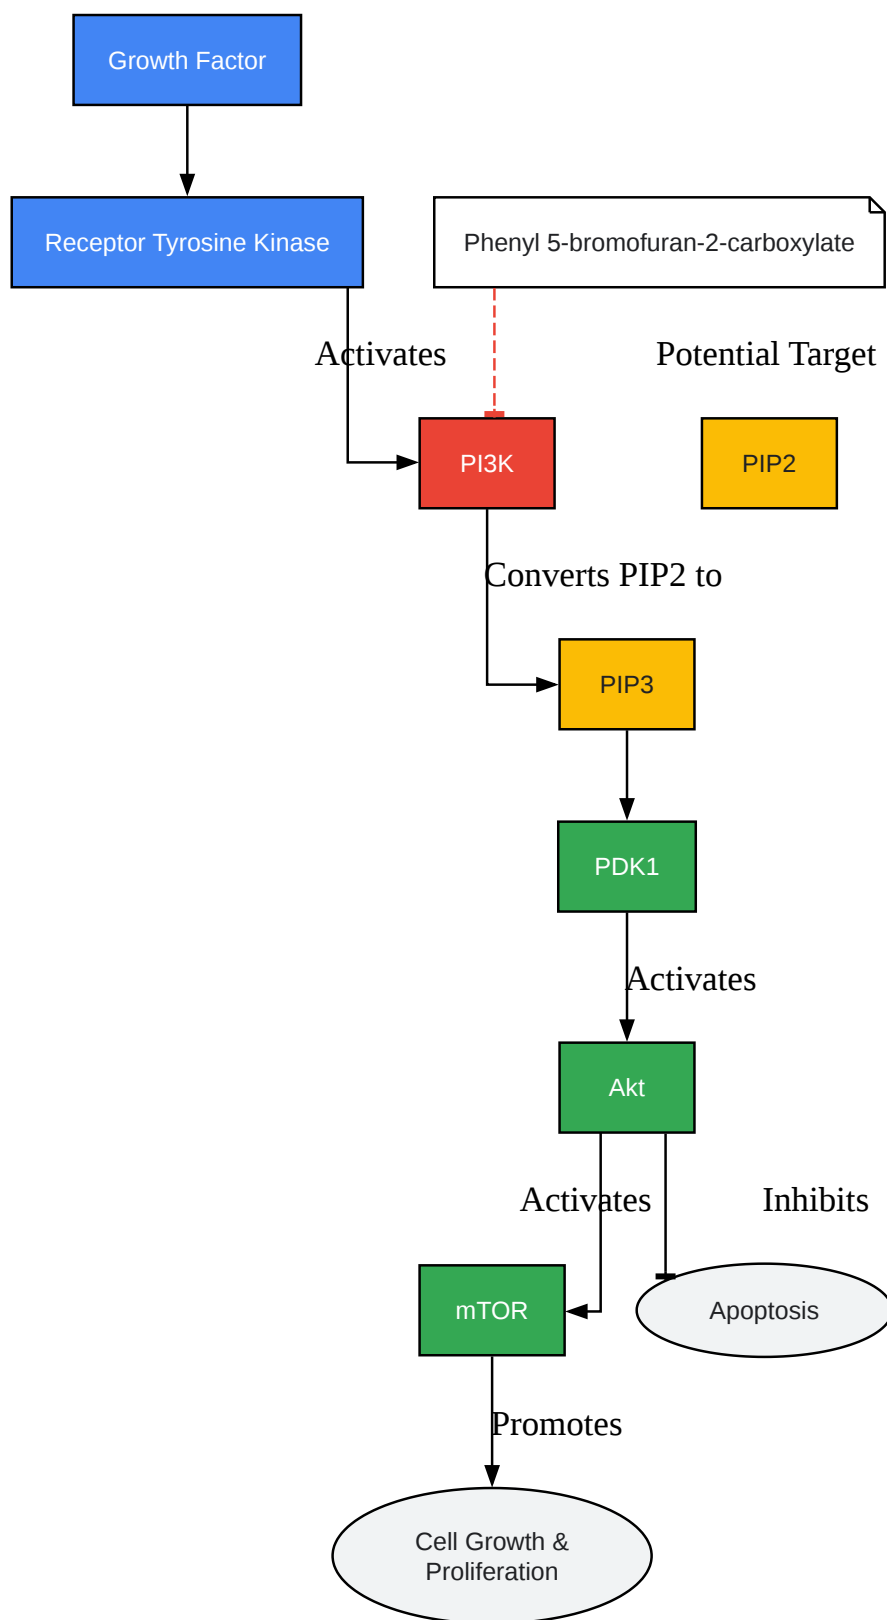 Growth Factor
Receptor Tyrosine Kinase
Phenyl 5-bromofuran-2-carboxylate
Activates
Potential Target
PI3K
PIP2
Converts PIP2 to
PIP3
PDK1
Activates
Akt
Activates
Inhibits
mTOR
Apoptosis
Promotes
Cell Growth &
Proliferation